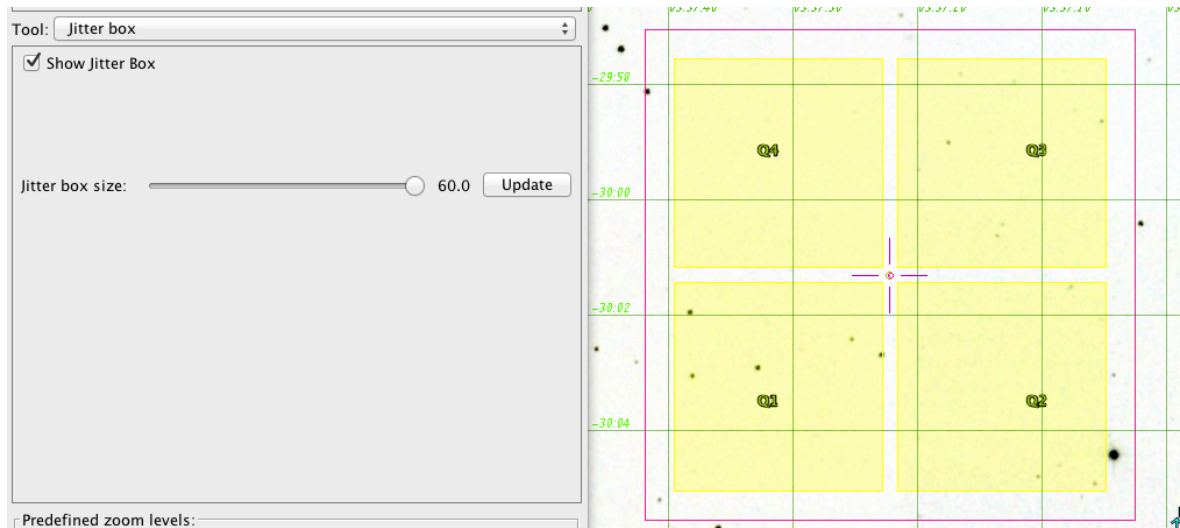 Tool: Jitter box
Show Jitter Box
Jitter box size: 60.0 Update
Predefined zoom levels:
-29:58
Q4 Q3
-30:00
-30:02
Q1 Q2
-30:04